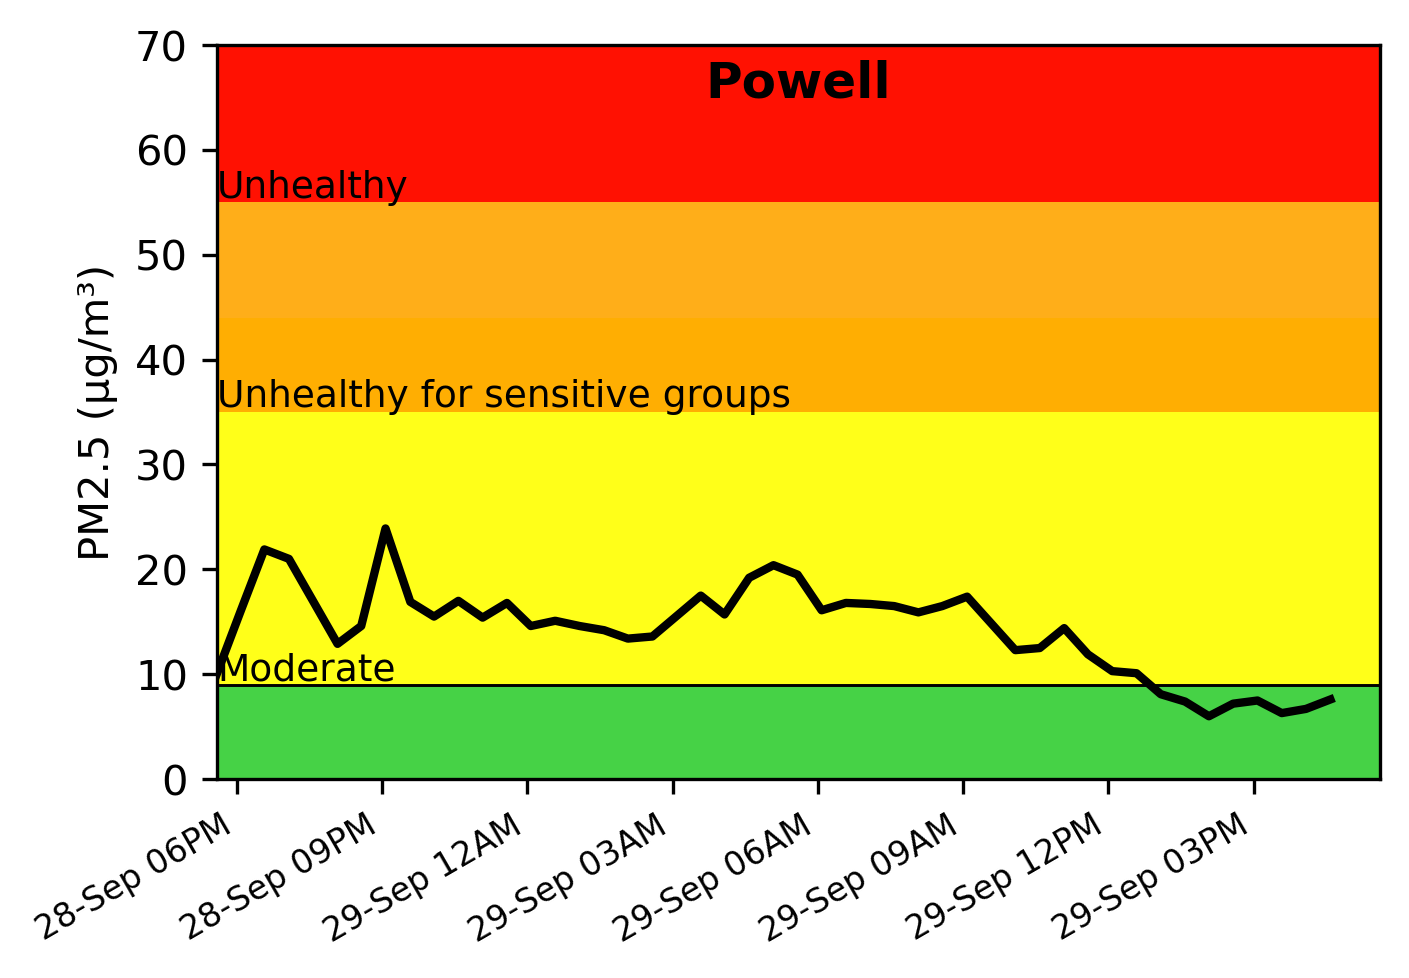 Powell
70
60
50
40
30
20
10
0
PM2.5 (µg/m³)
Unhealthy
Unhealthy for sensitive groups
Moderate
28-Sep 06PM
28-Sep 09PM
29-Sep 12AM
29-Sep 03AM
29-Sep 06AM
29-Sep 09AM
29-Sep 12PM
29-Sep 03PM